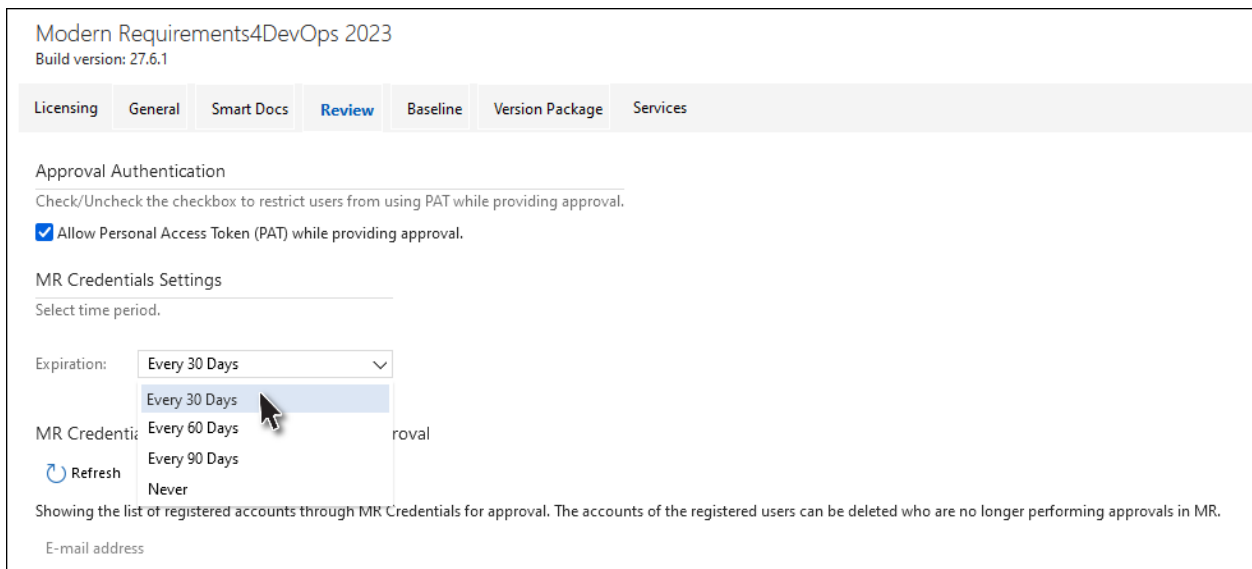 Modern Requirements4DevOps 2023
Build version: 27.6.1
Licensing General Smart Docs Review Baseline Version Package Services
Approval Authentication
Check/Uncheck the checkbox to restrict users from using PAT while providing approval.
Allow Personal Access Token (PAT) while providing approval.
MR Credentials Settings
Select time period.
Expiration: Every 30 Days
Every 30 Days
MR Credentia Every 60 Days roval
Every 90 Days
Refresh
Never
Showing the list of registered accounts through MR Credentials for approval. The accounts of the registered users can be deleted who are no longer performing approvals in MR.
E-mail address